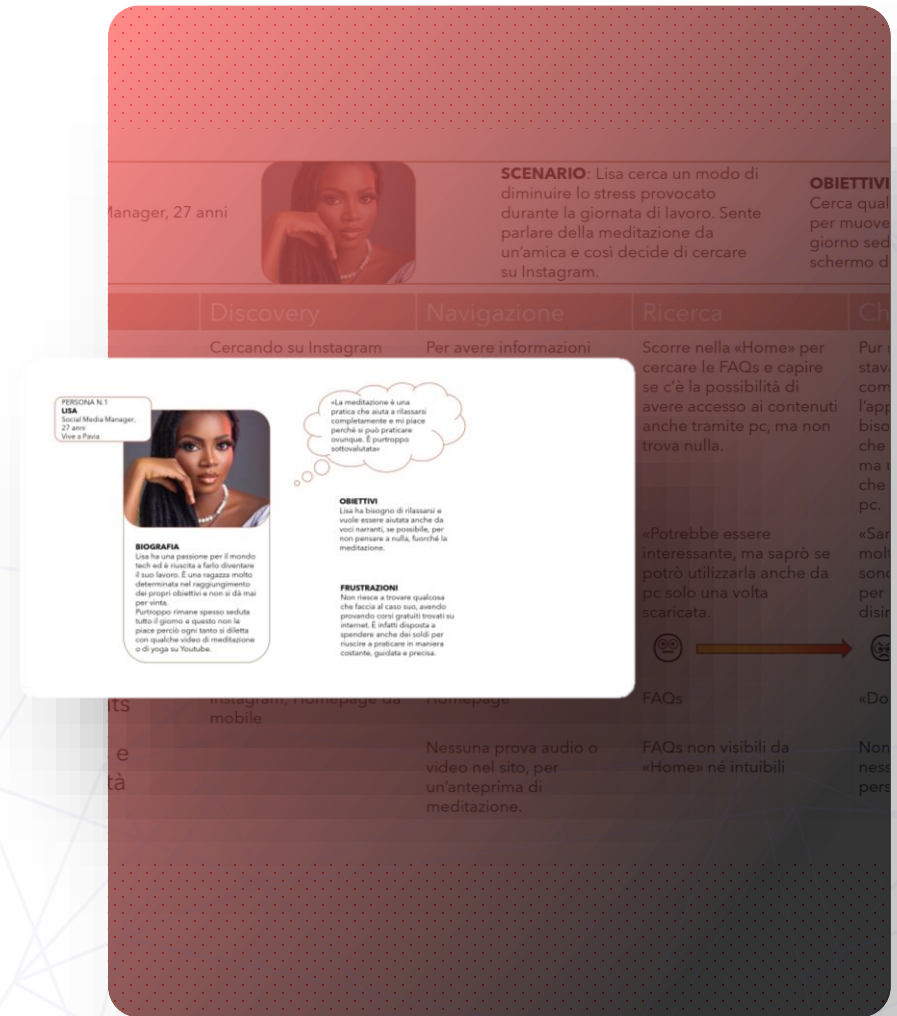 Manager, 27 anni
SCENARIO: Lisa cerca un modo di
diminuire lo stress provocato
durante la giornata di lavoro. Sente
parlare della meditazione da
un'amica e così decide di cercare
su Instagram.
OBIETTIVI
Cerca qual
per muove
giorno sed
schermo d
Discovery
Navigazione
Ricerca
Ch
Cercando su Instagram
Per avere informazioni
Scorre nella «Home» per
cercare le FAQs e capire
se c'è la possibilità di
avere accesso ai contenuti
anche tramite pc, ma non
trova nulla.
Pur
stav
com
l'app
biso
che
ma
che
pc.
PERSONA N.1
LISA
Social Media Manager,
27 anni
Vive a Pavia
«La meditazione è una
pratica che aiuta a rilassarsi
completamente e mi piace
perché si può praticare
ovunque. È purtroppo
sottovalutata»
BIOGRAFIA
Lisa ha una passione per il mondo
tech ed è riuscita a farlo diventare
il suo lavoro. È una ragazza molto
determinata nel raggiungimento
dei propri obiettivi e non si dà mai
per vinta.
Purtroppo rimane spesso seduta
tutto il giorno e questo non le
piace perciò ogni tanto si diletta
con qualche video di meditazione
o di yoga su Youtube.
OBIETTIVI
Lisa ha bisogno di rilassarsi e
vuole essere aiutata anche da
voci narranti, se possibile, per
non pensare a nulla, fuorché la
meditazione.
FRUSTRAZIONI
Non riesce a trovare qualcosa
che faccia al caso suo, avendo
provando corsi gratuiti trovati su
internet. È infatti disposta a
spendere anche dei soldi per
riuscire a praticare in maniera
costante, guidata e precisa.
«Potrebbe essere
interessante, ma saprò se
potrò utilizzarla anche da
pc solo una volta
scaricata.
«Sar
molt
sono
per
disin
nts
Instagram, Homepage da
mobile
Homepage
FAQs
«Do
e
tà
Nessuna prova audio o
video nel sito, per
un'anteprima di
meditazione.
FAQs non visibili da
«Home» né intuibili
Non
ness
pers